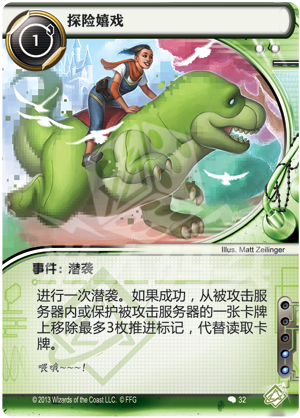 1
探险嬉戏
Illus. Matt Zeilinger
事件：潜袭
进行一次潜袭。如果成功，从被攻击服
务器内或保护被攻击服务器的一张卡牌
上移除最多3枚推进标记，代替读取卡
牌。
喂哦~~~!
© 2013 Wizards of the Coast LLC. © FFG
32